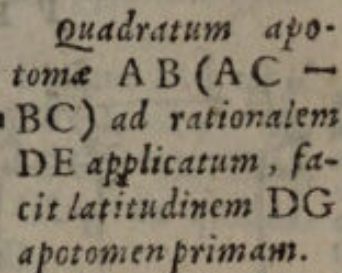 Quadratum apo-
tomæ AB (AC —
BC) ad rationalem
DE applicatum, fa-
cit latitudinem DG
apotomen primam.